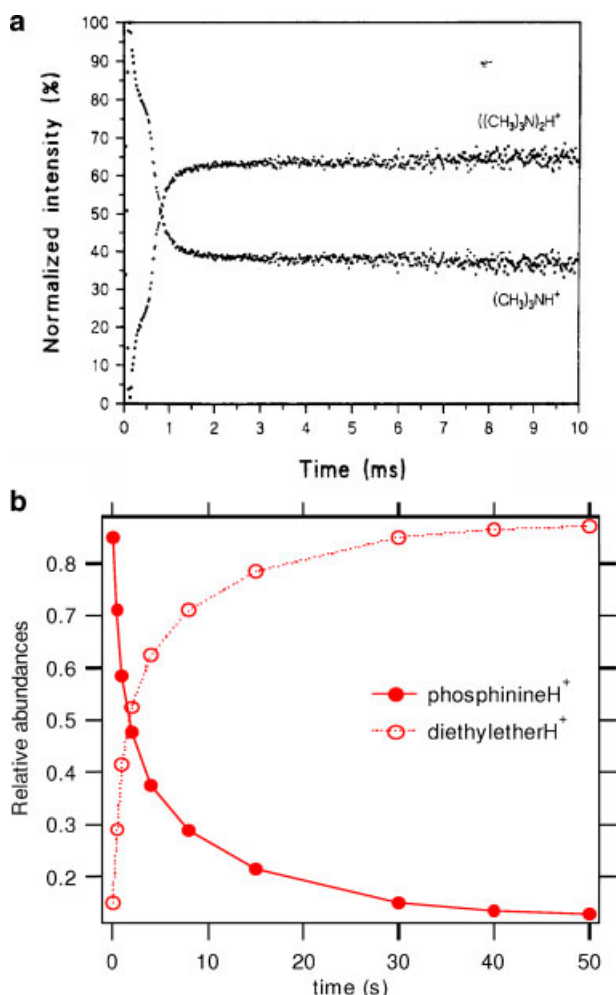 a
Normalized intensity (%)
100
90
80
70
60
50
40
30
20
10
0
((CH₃)₃N)₂H⁺
(CH₃)₃NH⁺
0 1 2 3 4 5 6 7 8 9 10
Time (ms)
b
Relative abundances
0.8
0.7
0.6
0.5
0.4
0.3
0.2
phosphinineH⁺
diethyletherH⁺
0 10 20 30 40 50
time (s)